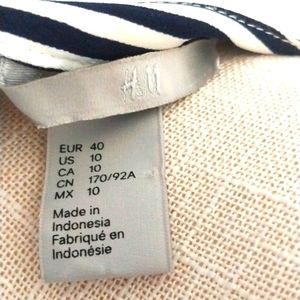 H&M
EUR 40
US 10
CA 10
CN 170/92A
MX 10
Made in
Indonesia
Fabriqué en
Indonésie